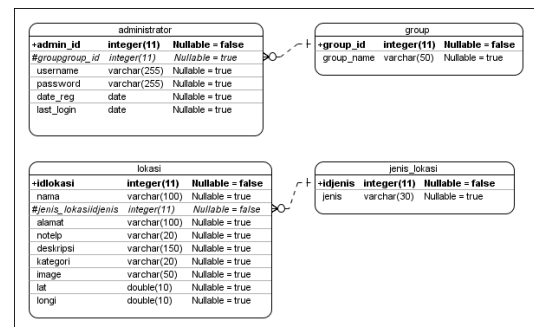 administrator
+admin_id integer(11) Nullable = false
#groupgroup_id integer(11) Nullable = true
username varchar(255) Nullable = true
password varchar(255) Nullable = true
date_reg date Nullable = true
last_login date Nullable = true
group
+group_id integer(11) Nullable = false
group_name varchar(50) Nullable = true
lokasi
+idlokasi integer(11) Nullable = false
nama varchar(100) Nullable = true
#jenis_lokasiidjenis integer(11) Nullable = false
alamat varchar(100) Nullable = true
notelp varchar(20) Nullable = true
deskripsi varchar(150) Nullable = true
kategori varchar(20) Nullable = true
image varchar(50) Nullable = true
lat double(10) Nullable = true
longi double(10) Nullable = true
jenis_lokasi
+idjenis integer(11) Nullable = false
jenis varchar(30) Nullable = true